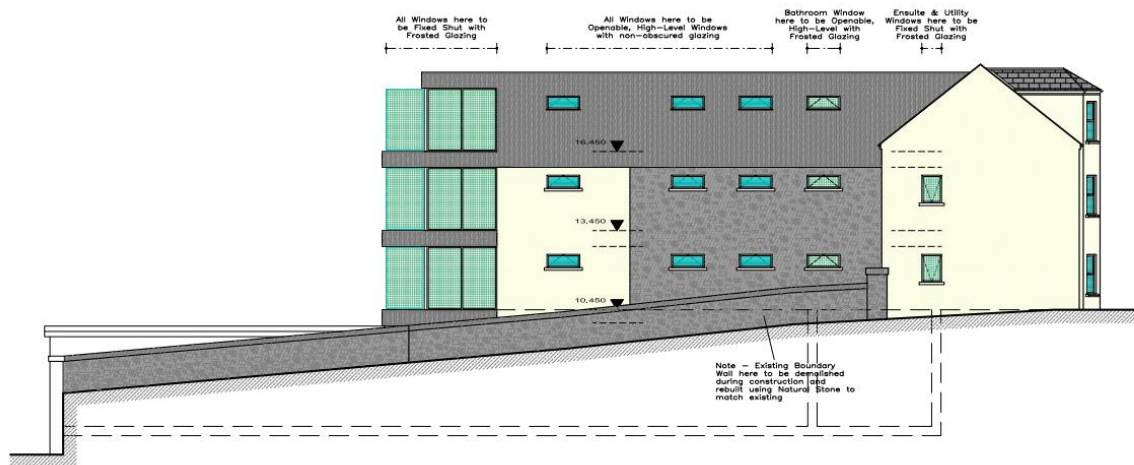 All Windows here to
be Fixed Shut with
Frosted Glazing
All Windows here to be
Openable, High-Level Windows
with non-obscured glazing
Bathroom Window
here to be Openable,
High-Level with
Frosted Glazing
Ensuite & Utility
Windows here to be
Fixed Shut with
Frosted Glazing
16,450
13,450
10,450
Note - Existing Boundary
Wall here to be demolished
during construction and
rebuilt using Natural Stone to
match existing